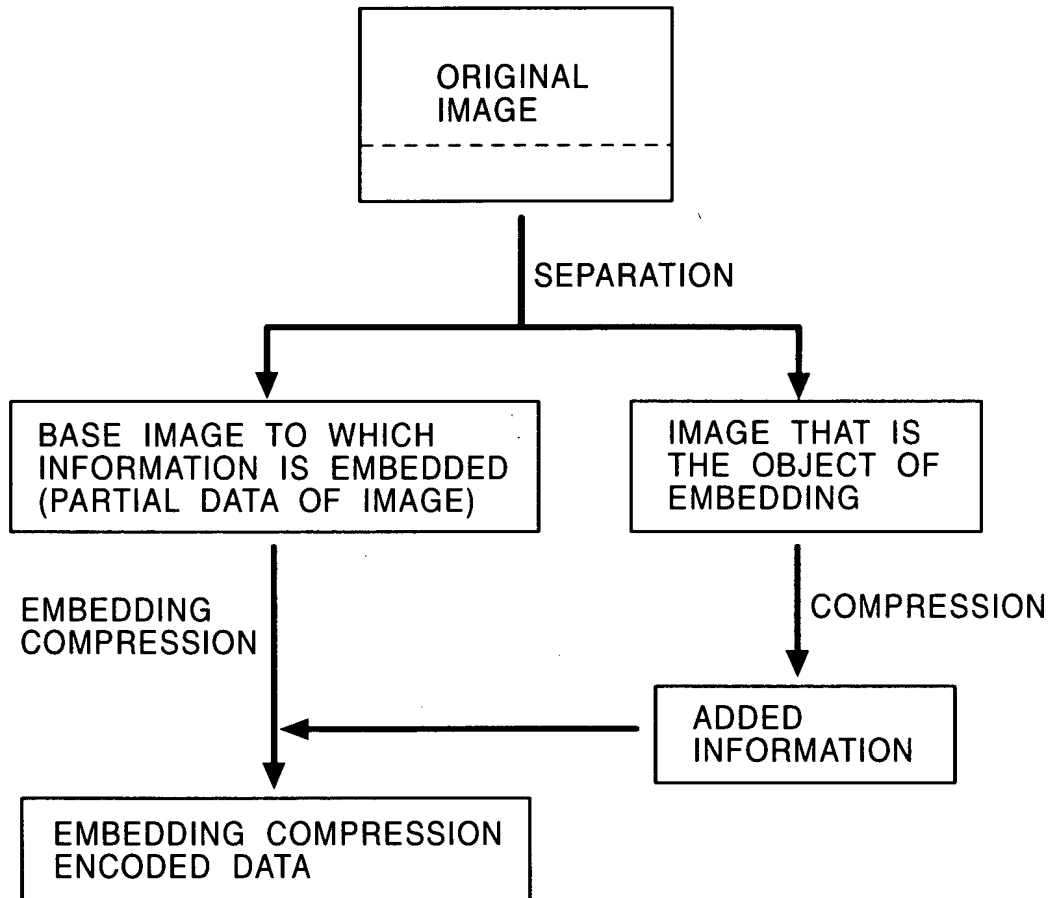 ORIGINAL
IMAGE
SEPARATION
BASE IMAGE TO WHICH
INFORMATION IS EMBEDDED
(PARTIAL DATA OF IMAGE)
IMAGE THAT IS
THE OBJECT OF
EMBEDDING
EMBEDDING
COMPRESSION
COMPRESSION
ADDED
INFORMATION
EMBEDDING COMPRESSION
ENCODED DATA